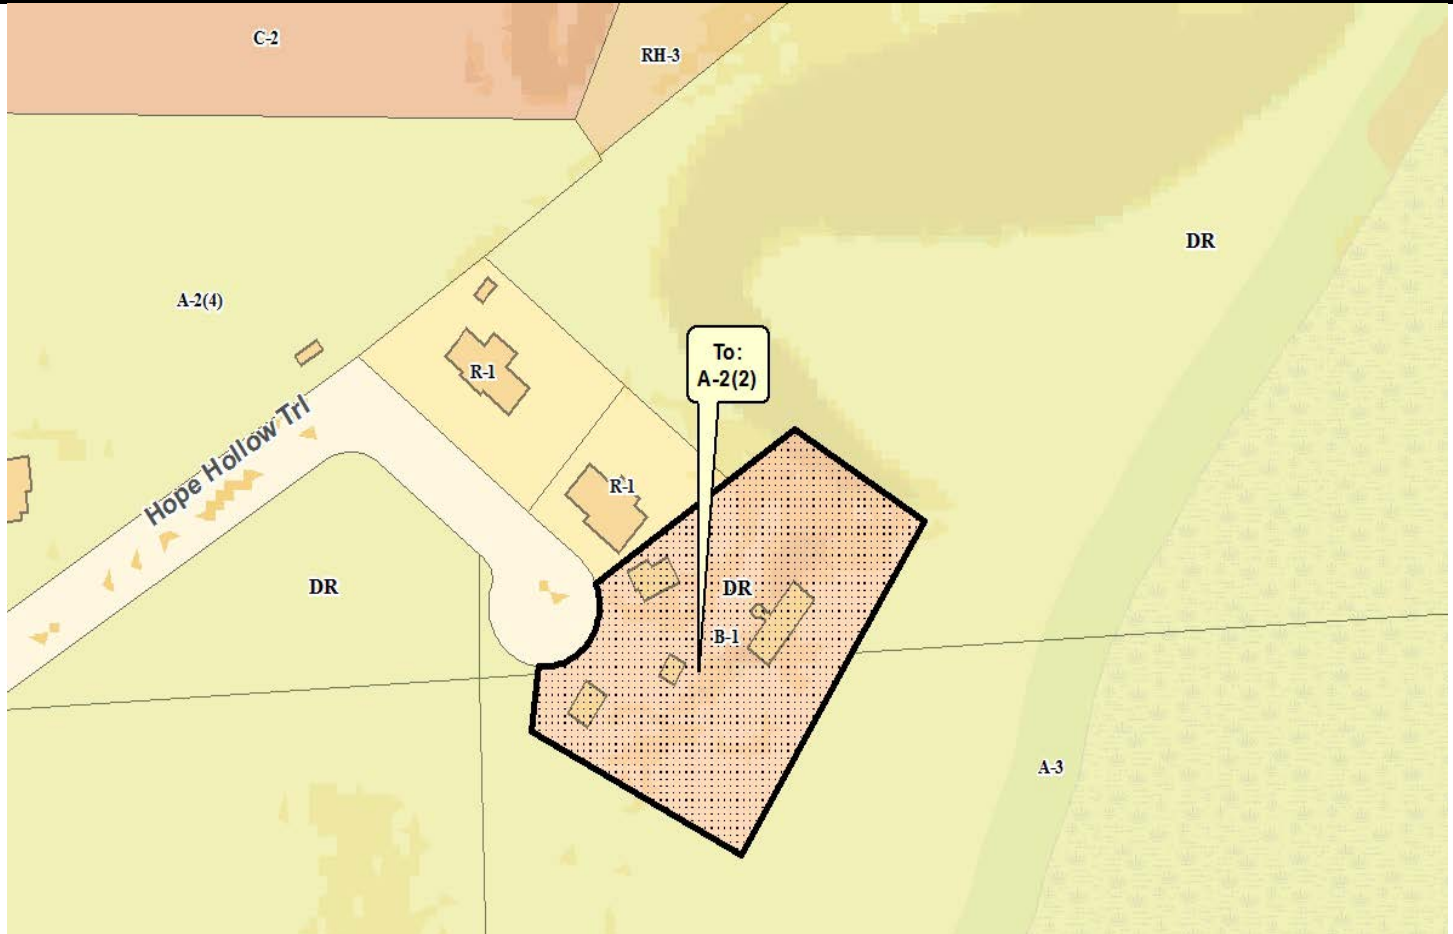 C-2
RH-3
DR
A-2(4)
To:
A-2(2)
R-1
Hope Hollow Trl
R-1
DR
DR
B-1
A-3